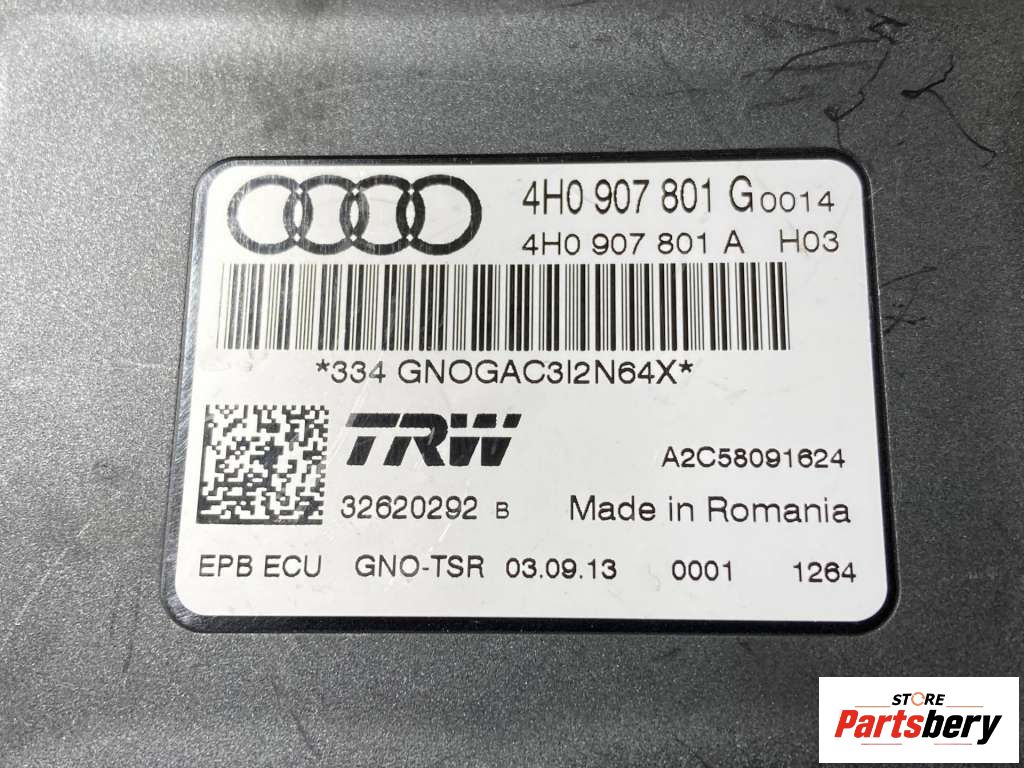 4H0 907 801 G 0014
4H0 907 801 A H03
*334 GNOGAC3I2N64X*
TRW
A2C58091624
32620292 B Made in Romania
EPB ECU GNO-TSR 03.09.13 0001 1264
STORE
Partsbery